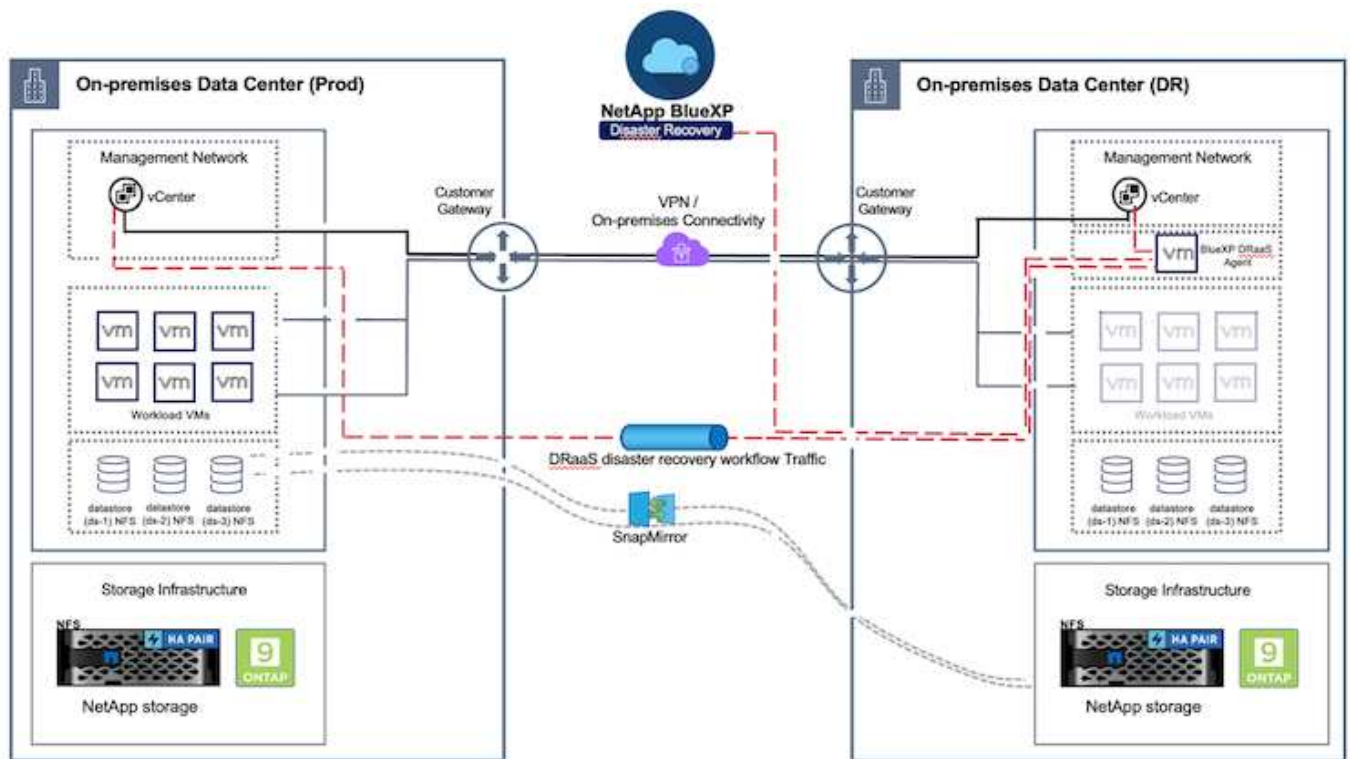 NetApp BlueXP
Disaster Recovery
On-premises Data Center (Prod)
Management Network
vCenter
Customer
Gateway
vm vm vm
vm vm vm
Workload VMs
datastore datastore datastore
(ds-1) NFS (ds-2) NFS (ds-3) NFS
Storage Infrastructure
NFS
HA PAIR
9
ONTAP
NetApp storage
VPN /
On-premises Connectivity
DRaaS disaster recovery workflow Traffic
SnapMirror
On-premises Data Center (DR)
Customer
Gateway
Management Network
vCenter
vm
BlueXP DRaaS
Agent
vm vm vm
vm vm vm
Workload VMs
datastore datastore datastore
(ds-1) NFS (ds-2) NFS (ds-3) NFS
Storage Infrastructure
NFS
HA PAIR
9
ONTAP
NetApp storage